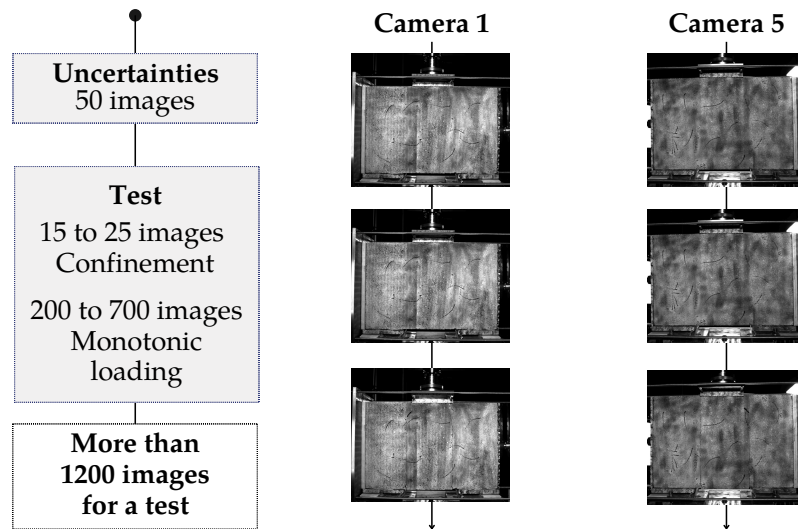 Uncertainties
50 images
Test
15 to 25 images
Confinement
200 to 700 images
Monotonic
loading
More than
1200 images
for a test
Camera 1
Camera 5